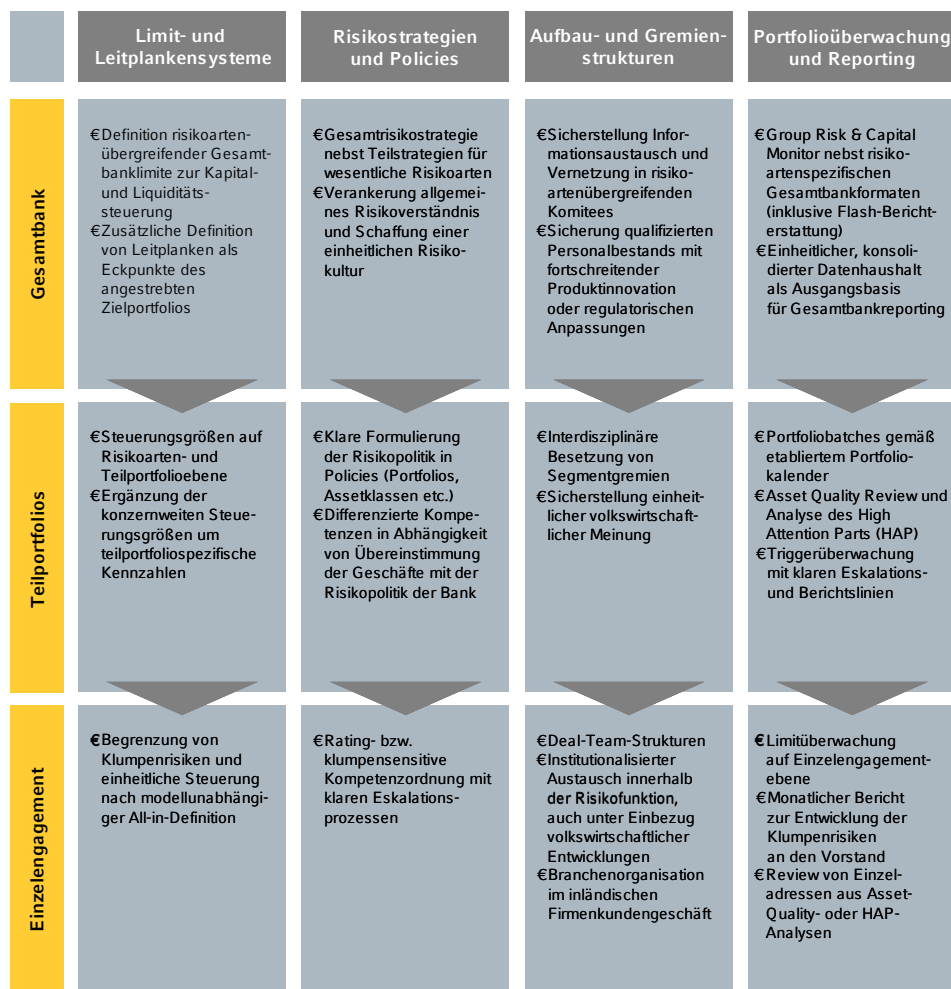 Limit- und
Leitplankensysteme
Risikostrategien
und Policies
Aufbau- und Gremien-
strukturen
Portfolioüberwachung
und Reporting
Gesamtbank
€Definition risikoarten-
übergreifender Gesamt-
banklimite zur Kapital-
und Liquiditäts-
steuerung
€Zusätzliche Definition
von Leitplanken als
Eckpunkte des
angestrebten
Zielportfolios
€Gesamtrisikostrategie
nebst Teilstrategien für
wesentliche Risikoarten
€Verankerung allgemei-
nes Risikoverständnis
und Schaffung einer
einheitlichen Risiko-
kultur
€Sicherstellung Infor-
mationsaustausch und
Vernetzung in risiko-
artenübergreifenden
Komitees
€Sicherung qualifizierten
Personalbestands mit
fortschreitender
Produktinnovation
oder regulatorischen
Anpassungen
€Group Risk & Capital
Monitor nebst risiko-
artenspezifischen
Gesamtbankformaten
(inklusive Flash-Bericht-
erstattung)
€Einheitlicher, konsoli-
dierter Datenhaushalt
als Ausgangsbasis
für Gesamtbankreporting
Teilportfolios
€Steuerungsgrößen auf
Risikoarten- und
Teilportfolioebene
€Ergänzung der
konzernweiten Steue-
rungsgrößen um
teilportfoliospezifische
Kennzahlen
€Klare Formulierung
der Risikopolitik in
Policies (Portfolios,
Assetklassen etc.)
€Differenzierte Kompe-
tenzen in Abhängigkeit
von Übereinstimmung
der Geschäfte mit der
Risikopolitik der Bank
€Interdisziplinäre
Besetzung von
Segmentgremien
€Sicherstellung einheit-
licher volkswirtschaft-
licher Meinung
€Portfoliobatches gemäß
etabliertem Portfolio-
kalender
€Asset Quality Review und
Analyse des High
Attention Parts (HAP)
€Triggerüberwachung
mit klaren Eskalations-
und Berichtslinien
Einzelengagement
€Begrenzung von
Klumpenrisiken und
einheitliche Steuerung
nach modellunabhängi-
ger All-in-Definition
€Rating- bzw.
klumpensensitive
Kompetenzordnung mit
klaren Eskalations-
prozessen
€Deal-Team-Strukturen
€Institutionalisierter
Austausch innerhalb
der Risikofunktion,
auch unter Einbezug
volkswirtschaftlicher
Entwicklungen
€Branchenorganisation
im inländischen
Firmenkundengeschäft
€Limitüberwachung
auf Einzelengagement-
ebene
€Monatlicher Bericht
zur Entwicklung der
Klumpenrisiken
an den Vorstand
€Review von Einzel-
adressen aus Asset-
Quality- oder HAP-
Analysen